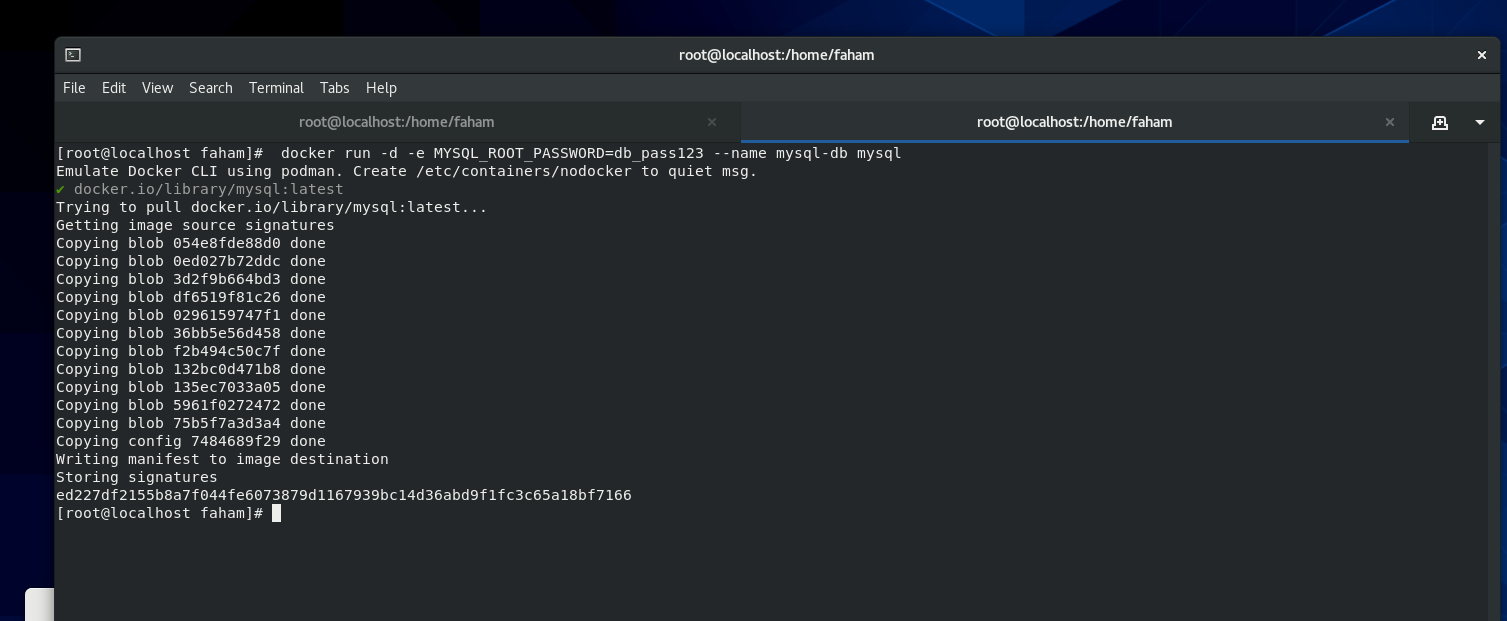 root@localhost:/home/faham
File Edit View Search Terminal Tabs Help
root@localhost:/home/faham × root@localhost:/home/faham ×
[root@localhost faham]#  docker run -d -e MYSQL_ROOT_PASSWORD=db_pass123 --name mysql-db mysql
Emulate Docker CLI using podman. Create /etc/containers/nodocker to quiet msg.
✔ docker.io/library/mysql:latest
Trying to pull docker.io/library/mysql:latest...
Getting image source signatures
Copying blob 054e8fde88d0 done
Copying blob 0ed027b72ddc done
Copying blob 3d2f9b664bd3 done
Copying blob df6519f81c26 done
Copying blob 0296159747f1 done
Copying blob 36bb5e56d458 done
Copying blob f2b494c50c7f done
Copying blob 132bc0d471b8 done
Copying blob 135ec7033a05 done
Copying blob 5961f0272472 done
Copying blob 75b5f7a3d3a4 done
Copying config 7484689f29 done
Writing manifest to image destination
Storing signatures
ed227df2155b8a7f044fe6073879d1167939bc14d36abd9f1fc3c65a18bf7166
[root@localhost faham]#